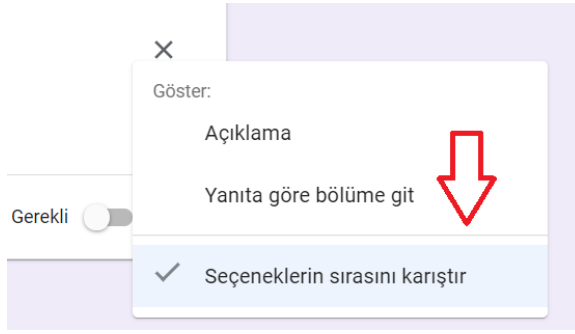 Göster:
Açıklama
Yanıta göre bölüme git
Gerekli
Seçeneklerin sırasını karıştır